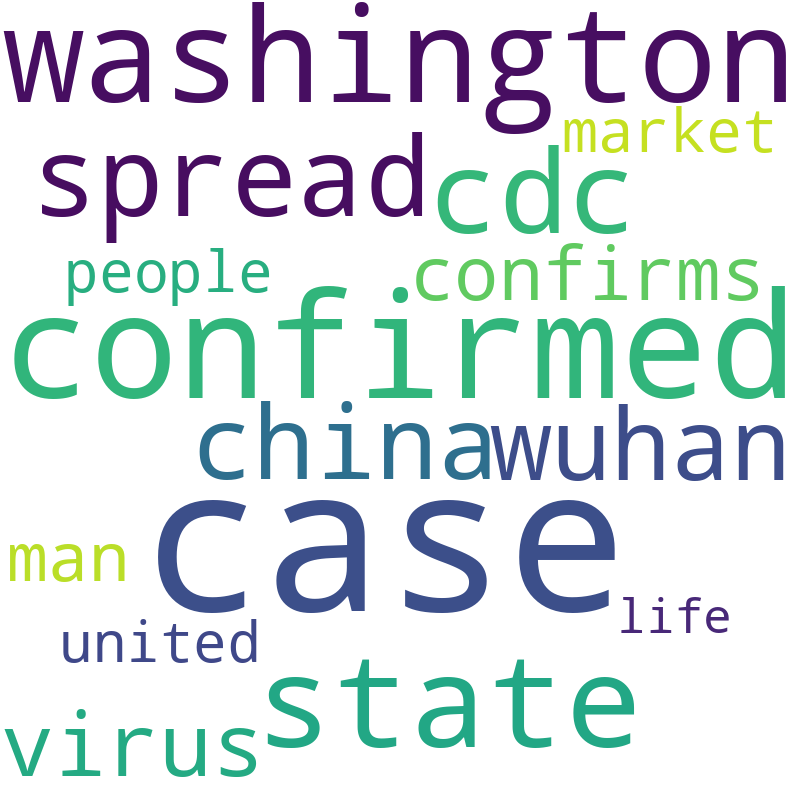 washington
market
spread
cdc
people
confirms
confirmed
china
wuhan
case
man
life
united
state
virus